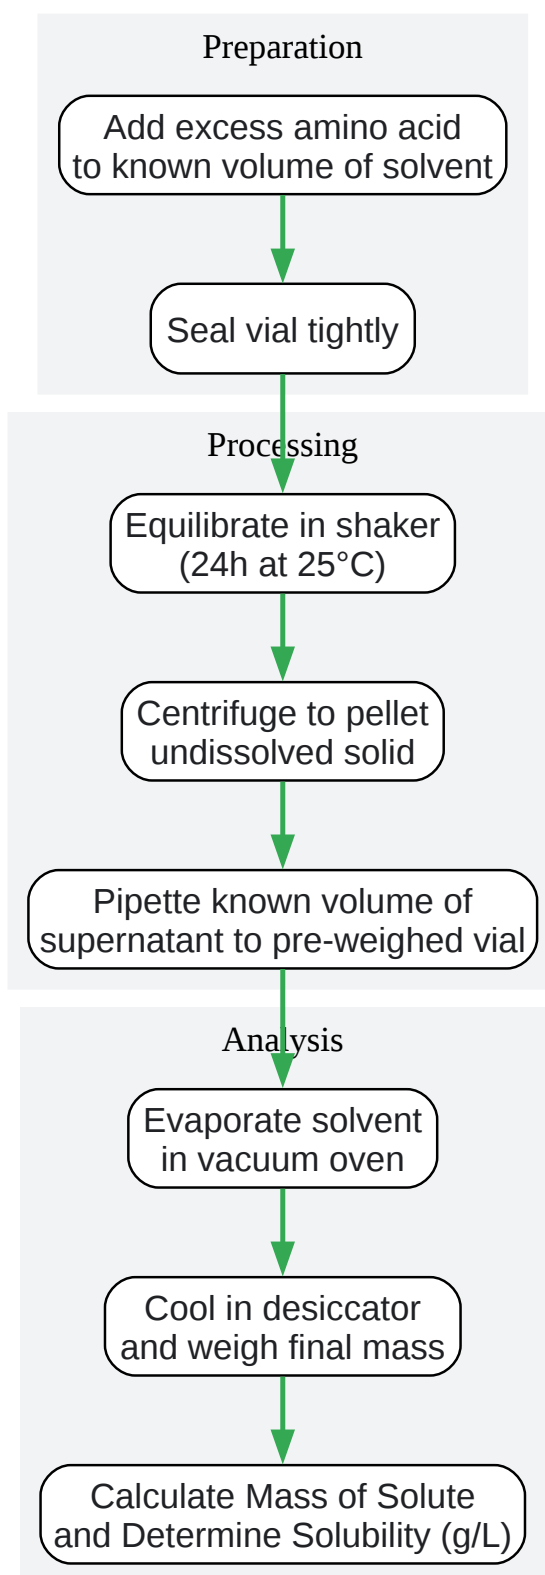 Preparation
Add excess amino acid
to known volume of solvent
Seal vial tightly
Processing
Equilibrate in shaker
(24h at 25°C)
Centrifuge to pellet
undissolved solid
Pipette known volume of
supernatant to pre-weighed vial
Analysis
Evaporate solvent
in vacuum oven
Cool in desiccator
and weigh final mass
Calculate Mass of Solute
and Determine Solubility (g/L)